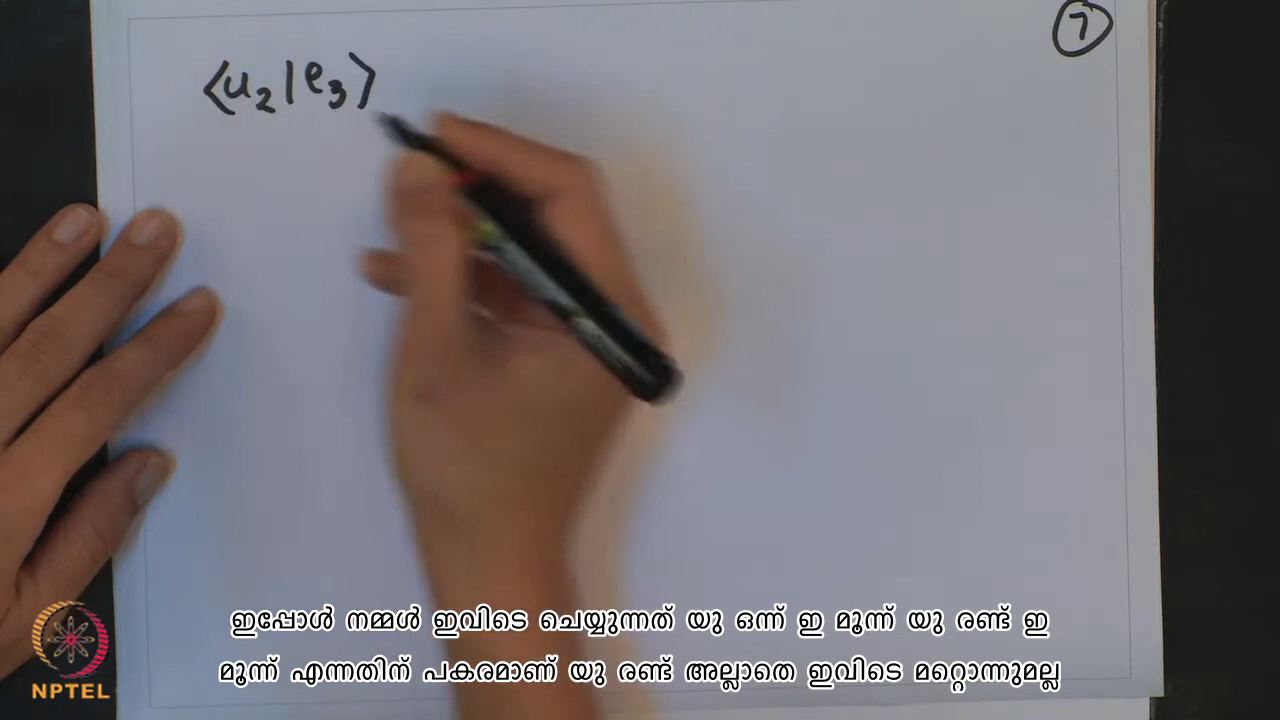 7
⟨u₂|e₃⟩
ഇപ്പോൾ നമ്മൾ ഇവിടെ ചെയ്യുന്നത് യു ഒന്ന് ഇ മൂന്ന് യു രണ്ട് ഇ
മൂന്ന് എന്നതിന് പകരമാണ് യു രണ്ട് അല്ലാതെ ഇവിടെ മറ്റൊന്നുമല്ല
NPTEL